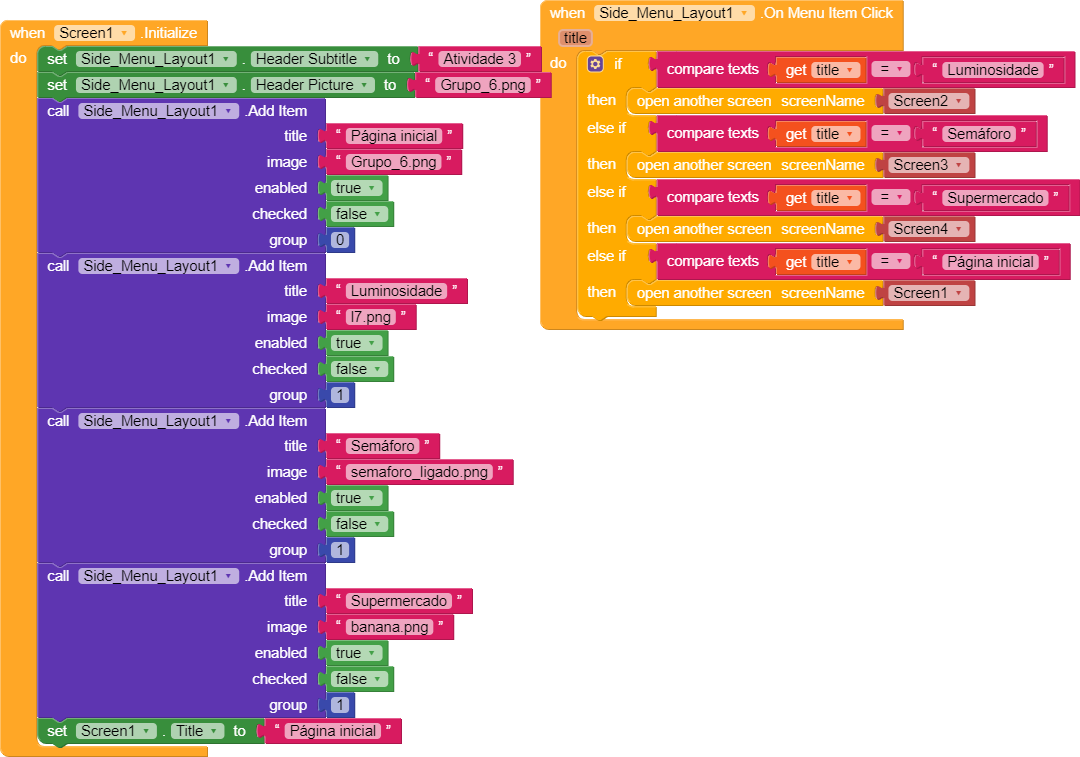 when Screen1 .Initialize
do set Side_Menu_Layout1 . Header Subtitle to “ Atividade 3 ”
set Side_Menu_Layout1 . Header Picture to “ Grupo_6.png ”
call Side_Menu_Layout1 .Add Item
title “ Página inicial ”
image “ Grupo_6.png ”
enabled true
checked false
group 0
call Side_Menu_Layout1 .Add Item
title “ Luminosidade ”
image “ l7.png ”
enabled true
checked false
group 1
call Side_Menu_Layout1 .Add Item
title “ Semáforo ”
image “ semaforo_ligado.png ”
enabled true
checked false
group 1
call Side_Menu_Layout1 .Add Item
title “ Supermercado ”
image “ banana.png ”
enabled true
checked false
group 1
set Screen1 . Title to “ Página inicial ”
when Side_Menu_Layout1 .On Menu Item Click
title
do if compare texts get title = “ Luminosidade ”
then open another screen screenName Screen2
else if compare texts get title = “ Semáforo ”
then open another screen screenName Screen3
else if compare texts get title = “ Supermercado ”
then open another screen screenName Screen4
else if compare texts get title = “ Página inicial ”
then open another screen screenName Screen1